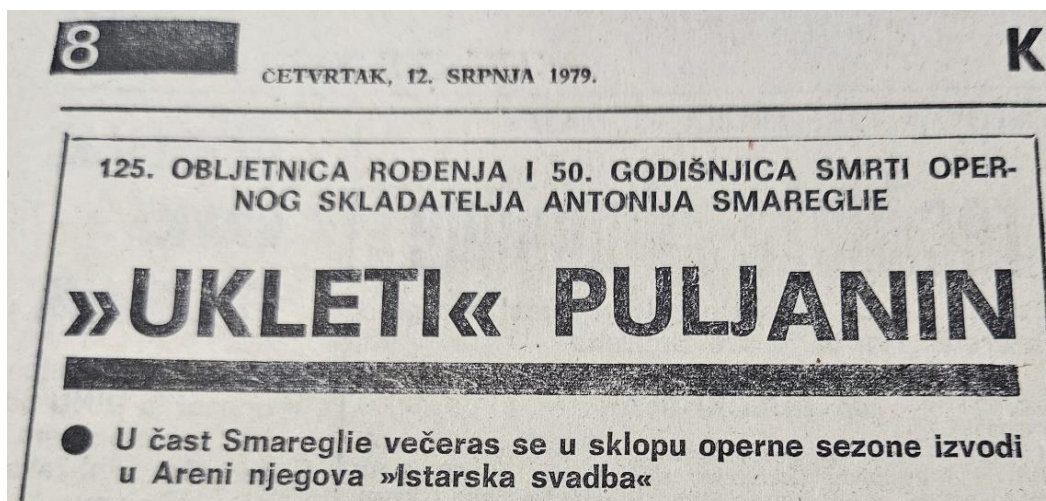 8
ČETVRTAK, 12. SRPNJA 1979.
K
125. OBLJETNICA ROĐENJA I 50. GODIŠNJICA SMRTI OPER-
NOG SKLADATELJA ANTONIJA SMAREGLIE
»UKLETI« PULJANIN
● U čast Smareglie večeras se u sklopu operne sezone izvodi
u Areni njegova »Istarska svadba«